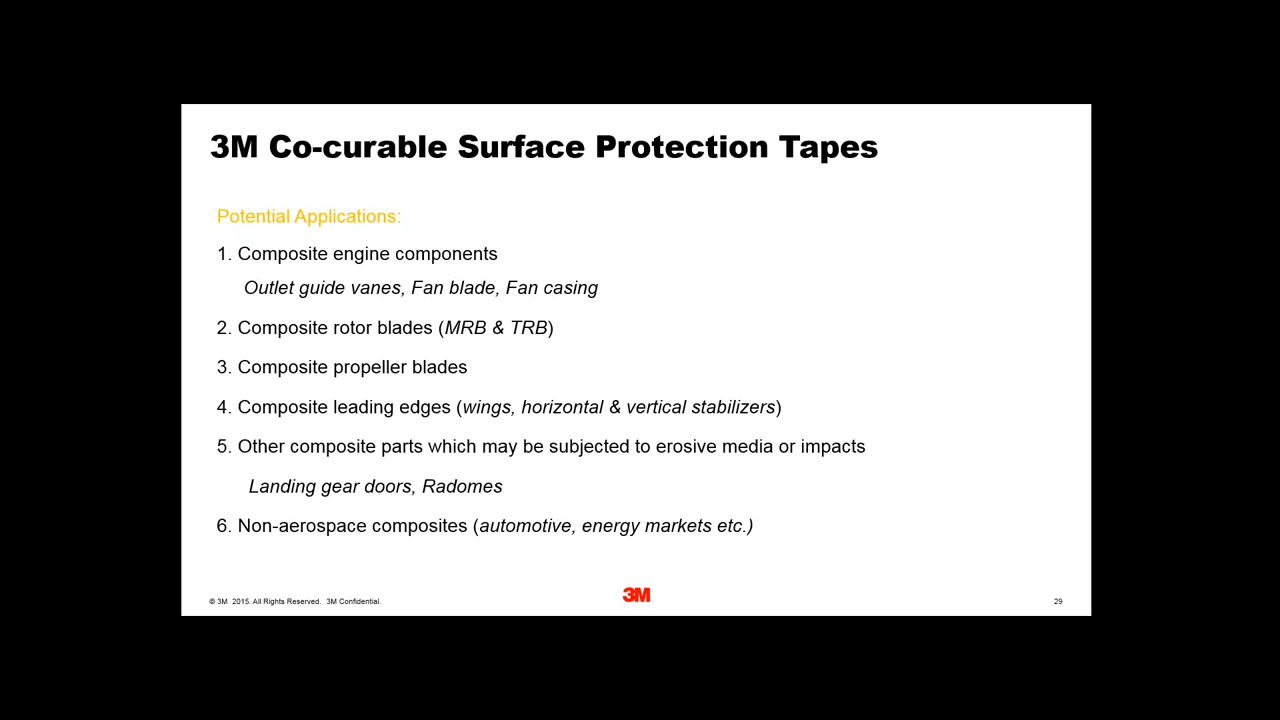 3M Co-curable Surface Protection Tapes
Potential Applications:
1. Composite engine components
Outlet guide vanes, Fan blade, Fan casing
2. Composite rotor blades (MRB & TRB)
3. Composite propeller blades
4. Composite leading edges (wings, horizontal & vertical stabilizers)
5. Other composite parts which may be subjected to erosive media or impacts
Landing gear doors, Radomes
6. Non-aerospace composites (automotive, energy markets etc.)
© 3M 2015. All Rights Reserved. 3M Confidential.
3M
29